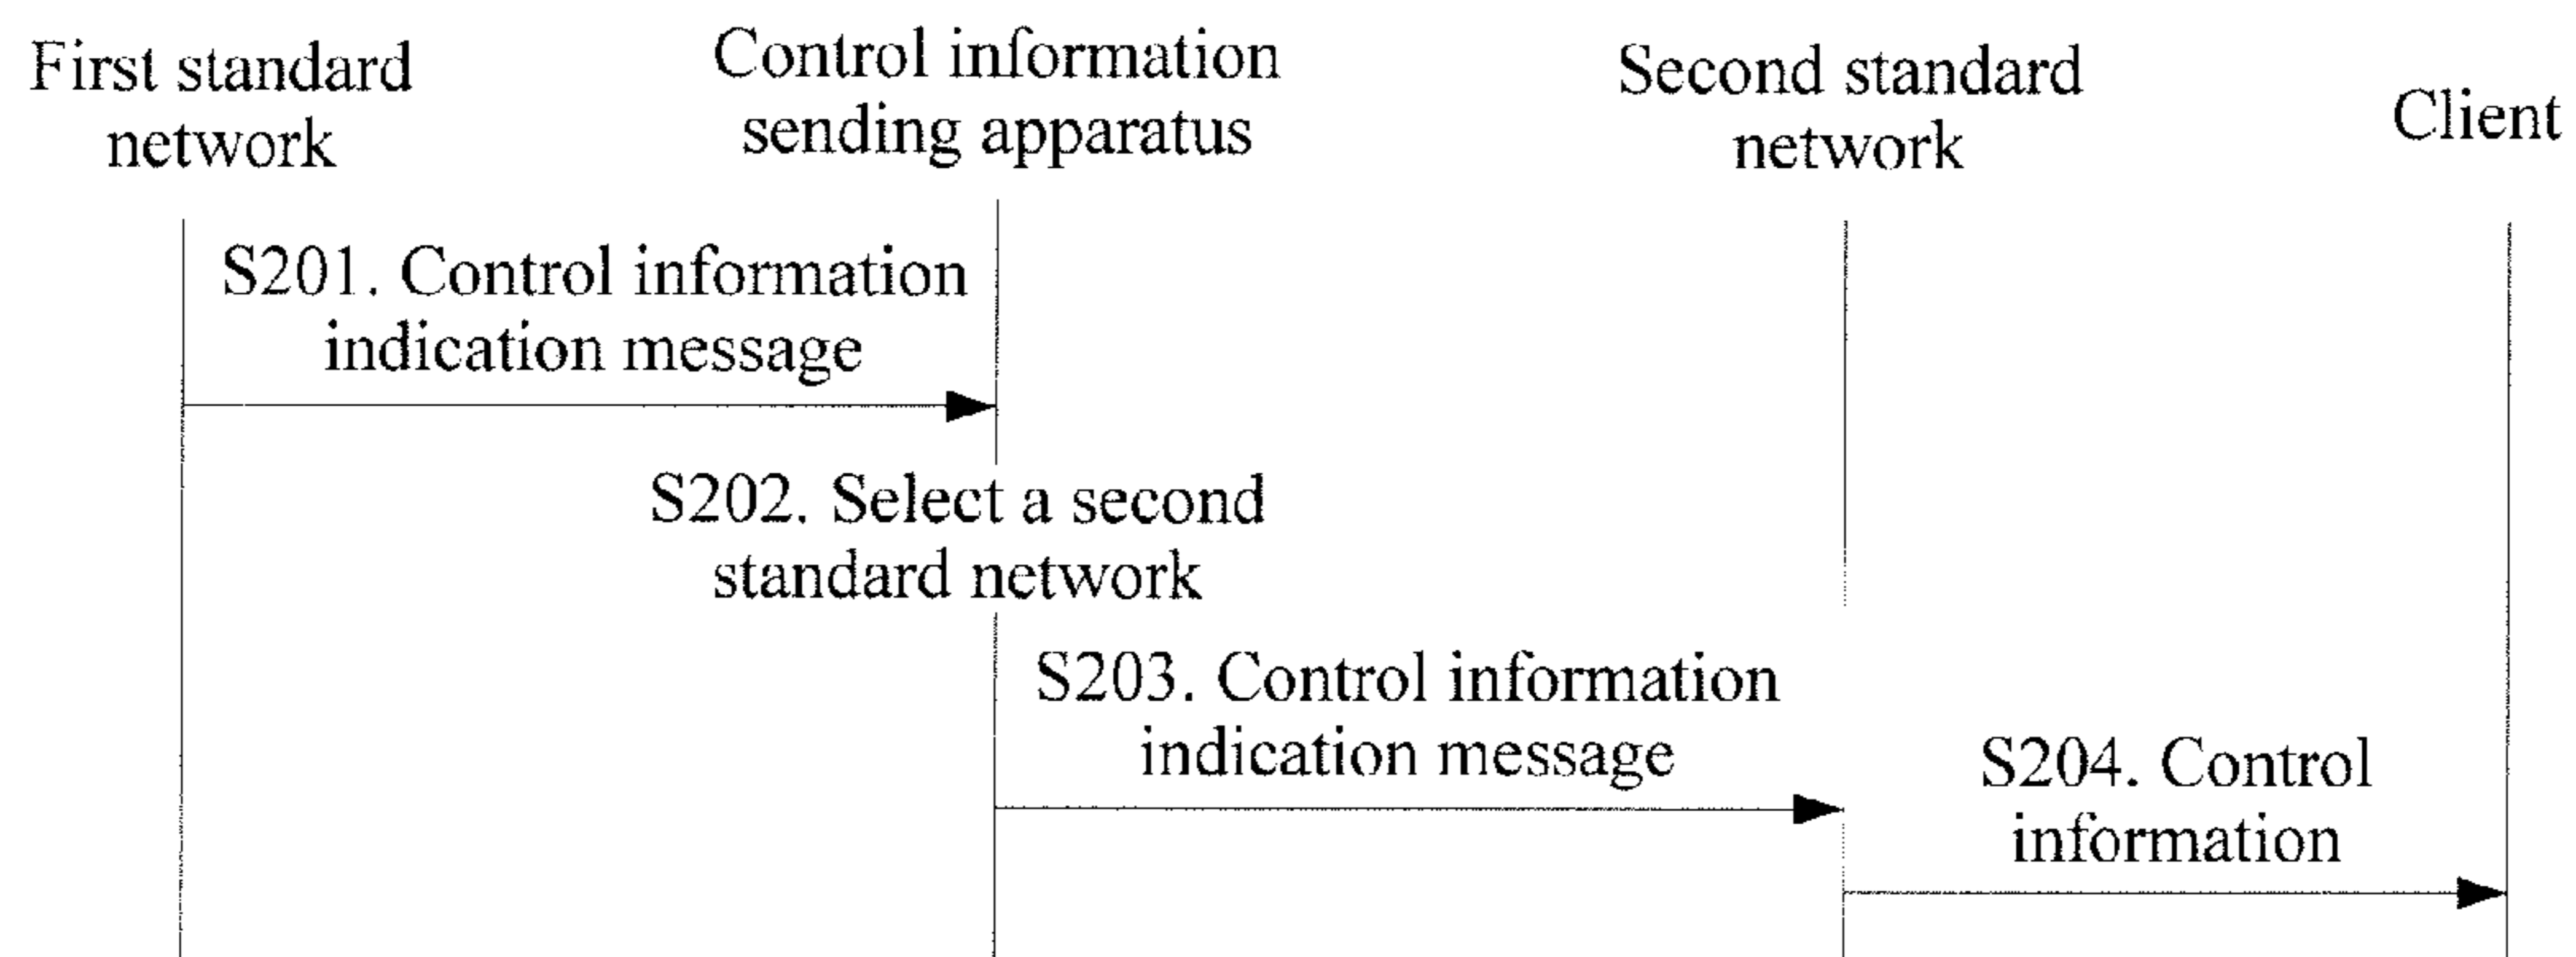 First standard
network
Control information
sending apparatus
Second standard
network
Client
S201. Control information
indication message
S202. Select a second
standard network
S203. Control information
indication message
S204. Control
information